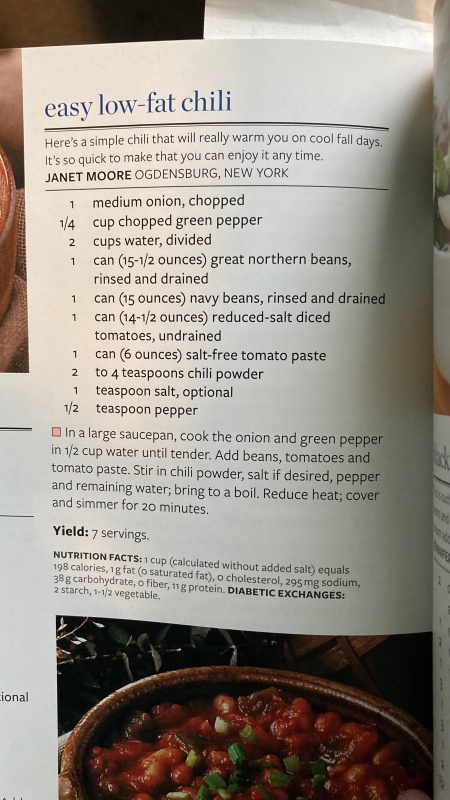 easy low-fat chili
Here's a simple chili that will really warm you on cool fall days.
It's so quick to make that you can enjoy it any time.
JANET MOORE OGDENSBURG, NEW YORK
1 medium onion, chopped
1/4 cup chopped green pepper
2 cups water, divided
1 can (15-1/2 ounces) great northern beans,
rinsed and drained
1 can (15 ounces) navy beans, rinsed and drained
1 can (14-1/2 ounces) reduced-salt diced
tomatoes, undrained
1 can (6 ounces) salt-free tomato paste
2 to 4 teaspoons chili powder
1 teaspoon salt, optional
1/2 teaspoon pepper
In a large saucepan, cook the onion and green pepper
in 1/2 cup water until tender. Add beans, tomatoes and
tomato paste. Stir in chili powder, salt if desired, pepper
and remaining water; bring to a boil. Reduce heat; cover
and simmer for 20 minutes.
Yield: 7 servings.
NUTRITION FACTS: 1 cup (calculated without added salt) equals
198 calories, 1 g fat (0 saturated fat), 0 cholesterol, 295 mg sodium,
38 g carbohydrate, 0 fiber, 11 g protein. DIABETIC EXCHANGES:
2 starch, 1-1/2 vegetable.